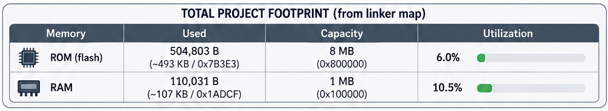 TOTAL PROJECT FOOTPRINT (from linker map)
Memory Used Capacity Utilization
ROM (flash) 504,803 B 8 MB 6.0%
(~493 KB / 0x7B3E3) (0x800000)
RAM 110,031 B 1 MB 10.5%
(~107 KB / 0x1ADCF) (0x100000)